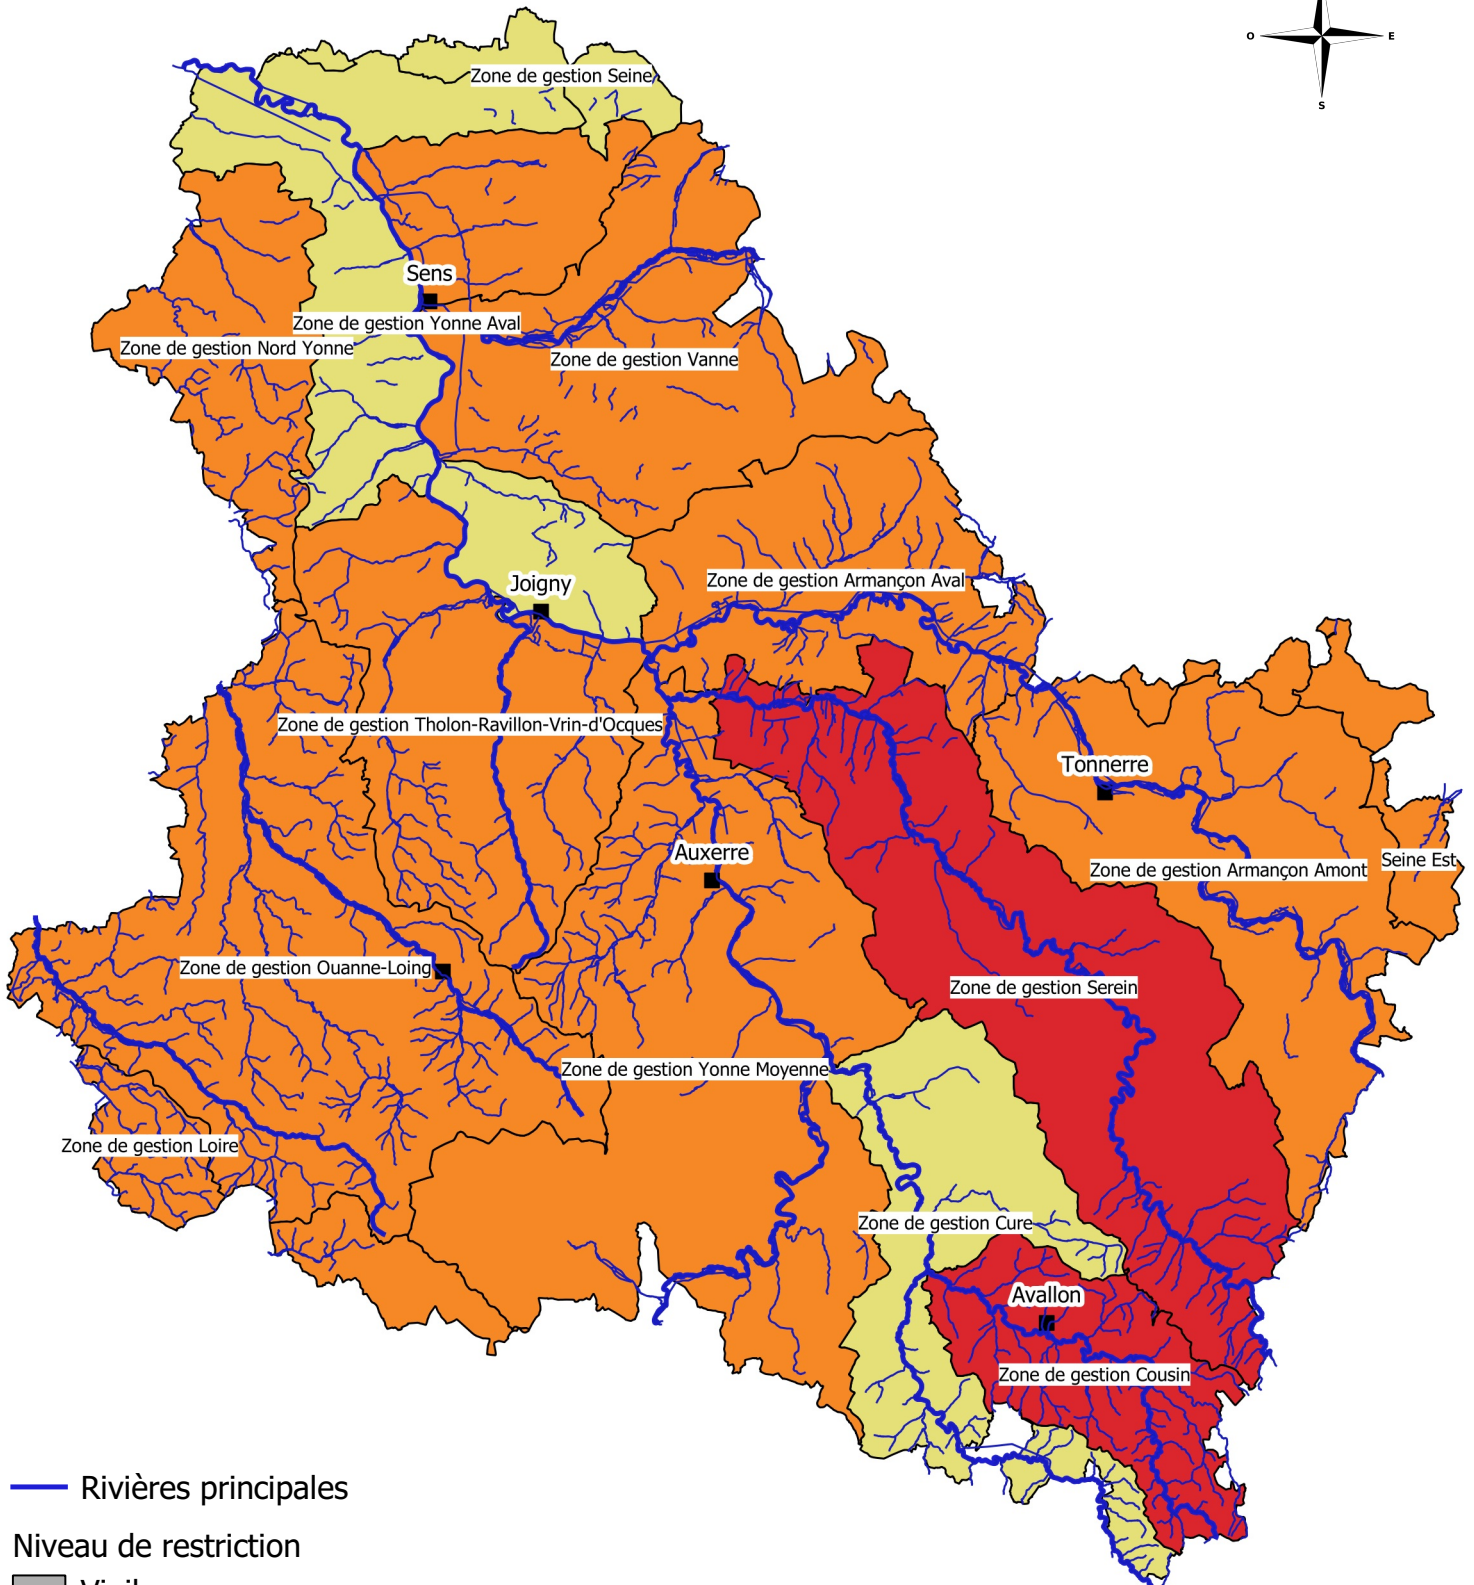 O
E
S
Zone de gestion Seine
Sens
Zone de gestion Yonne Aval
Zone de gestion Nord Yonne
Zone de gestion Vanne
Joigny
Zone de gestion Armançon Aval
Zone de gestion Tholon-Ravillon-Vrin-d'Ocques
Tonnerre
Auxerre
Zone de gestion Armançon Amont
Seine Est
Zone de gestion Ouanne-Loing
Zone de gestion Serein
Zone de gestion Yonne Moyenne
Zone de gestion Loire
Zone de gestion Cure
Avallon
Zone de gestion Cousin
Rivières principales
Niveau de restriction